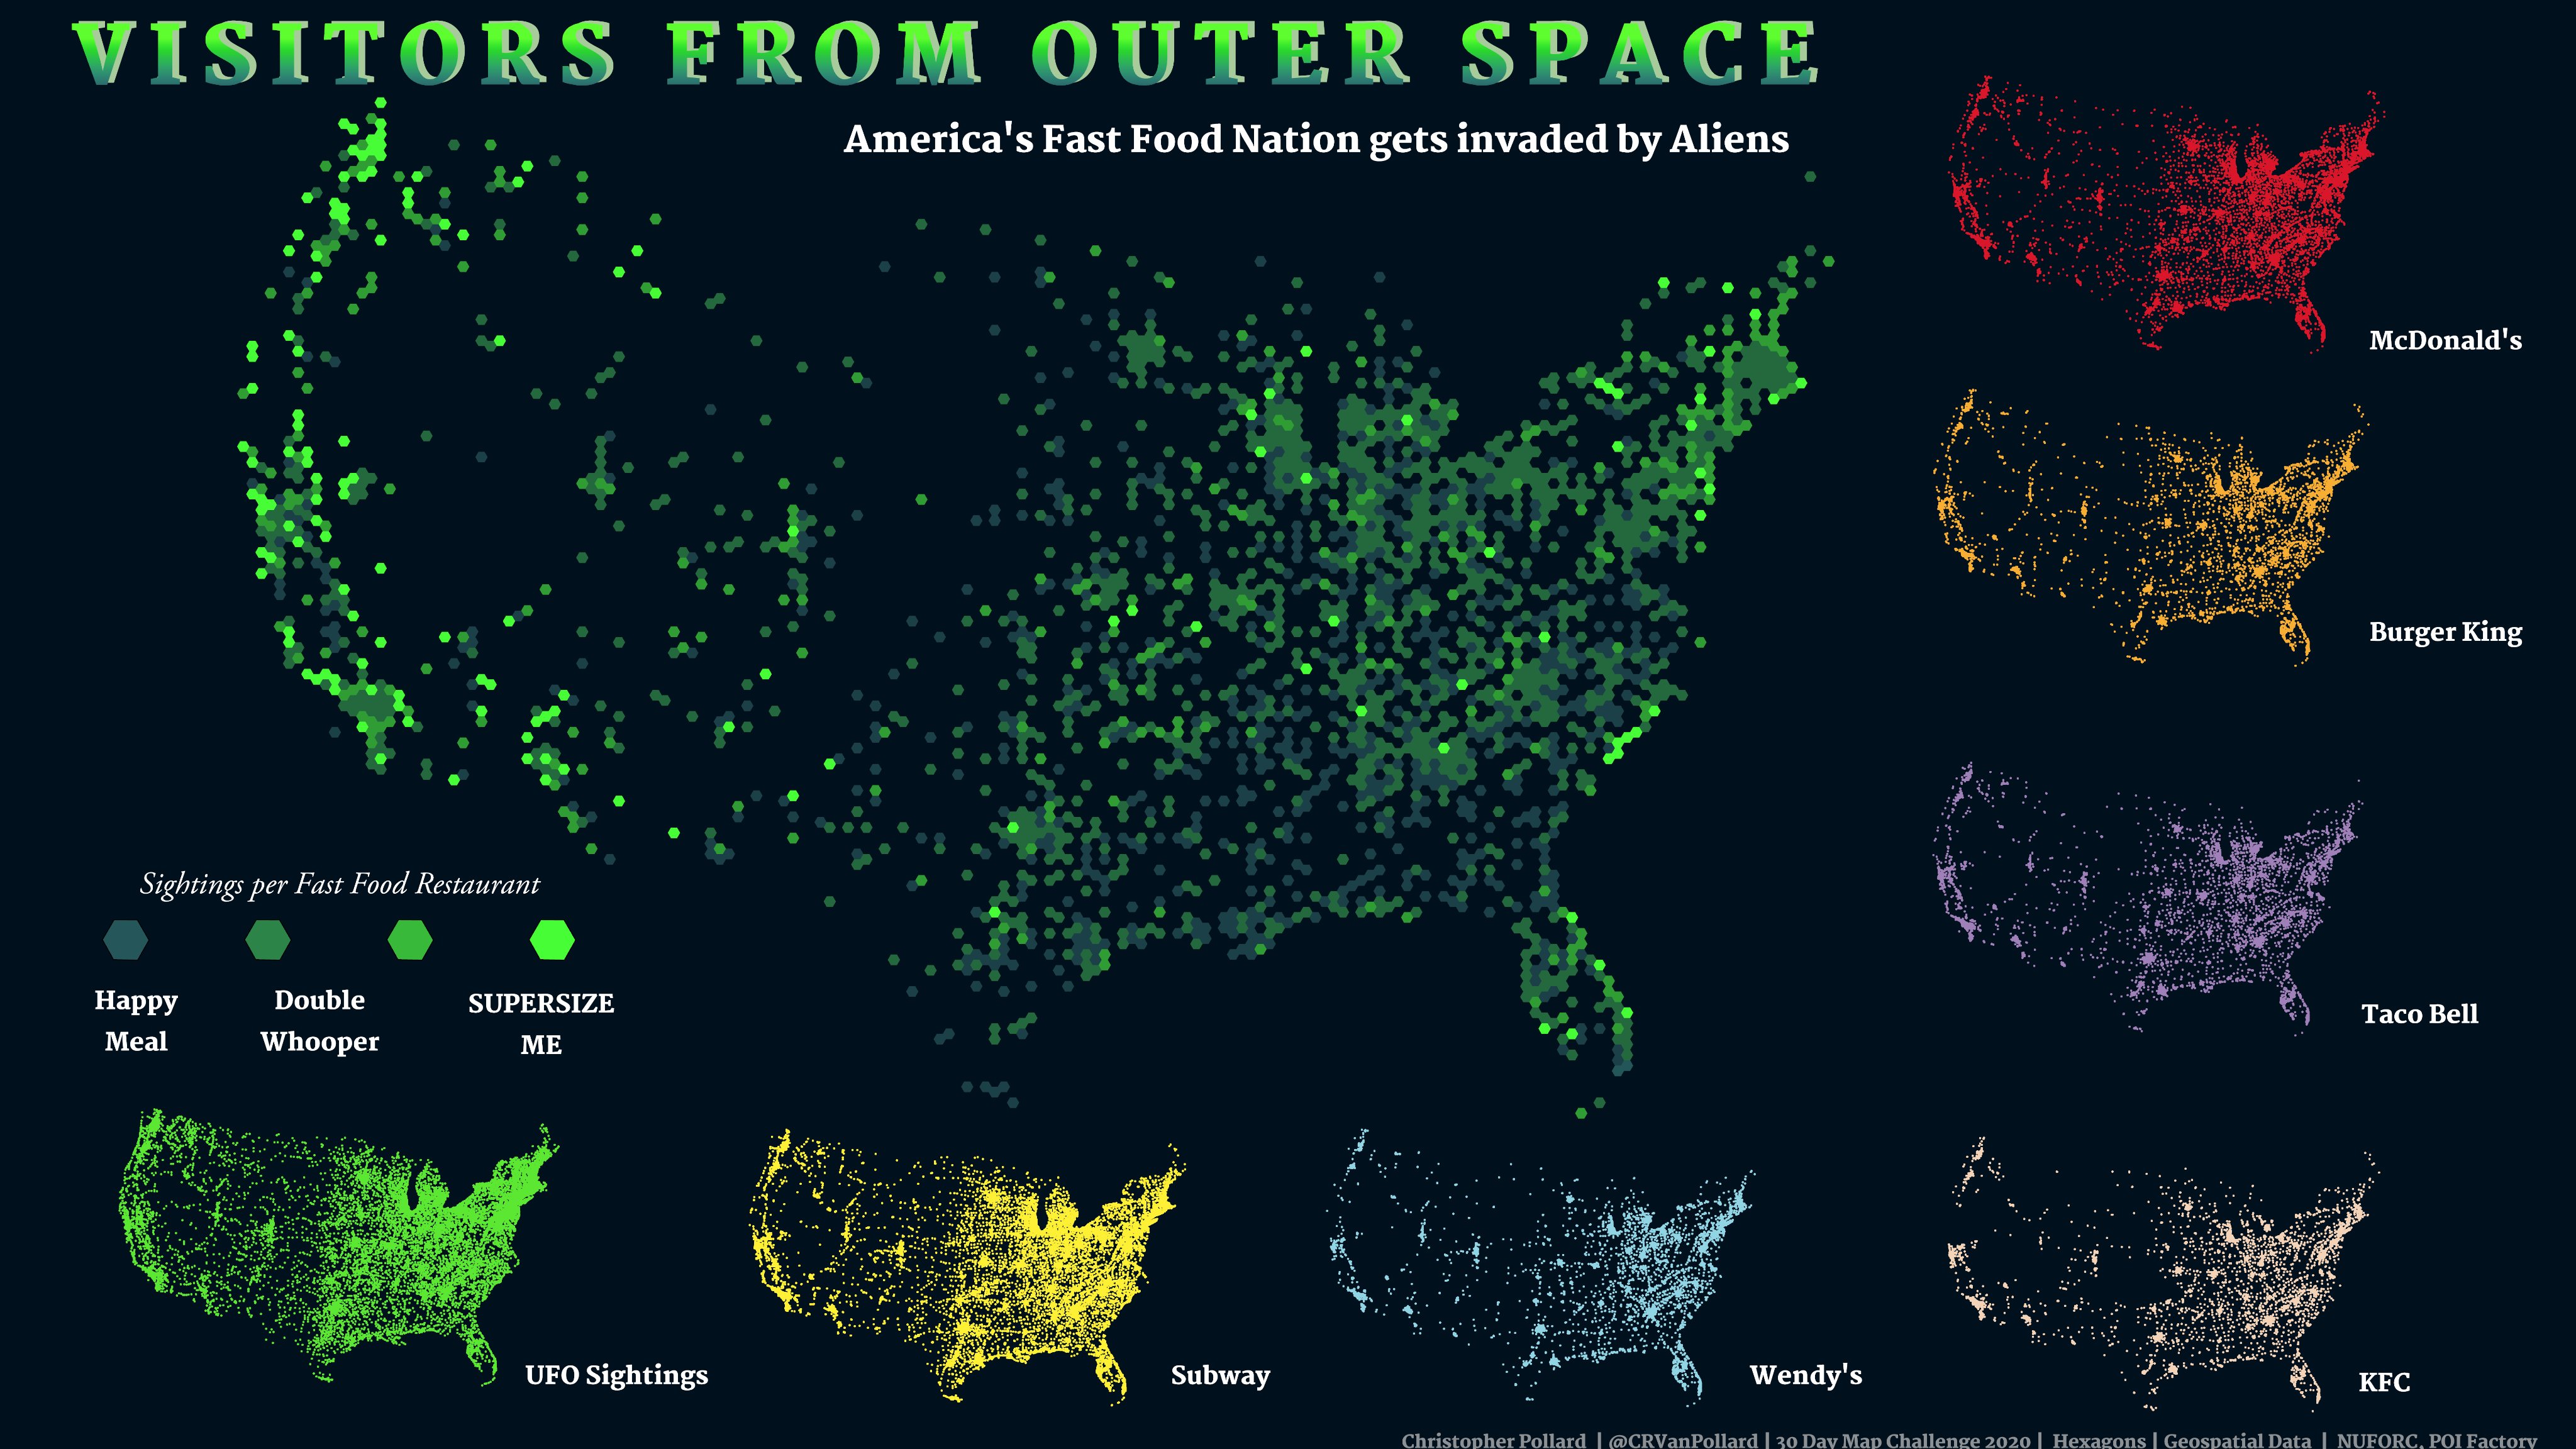 VISITORS FROM OUTER SPACE
America's Fast Food Nation gets invaded by Aliens
McDonald's
Burger King
Taco Bell
Sightings per Fast Food Restaurant
Happy
Meal
Double
Whooper
SUPERSIZE
ME
UFO Sightings
Subway
Wendy's
KFC
Christopher Pollard | @CRVanPollard | 30 Day Map Challenge 2020 | Hexagons | Geospatial Data | NUFORC, POI Factory